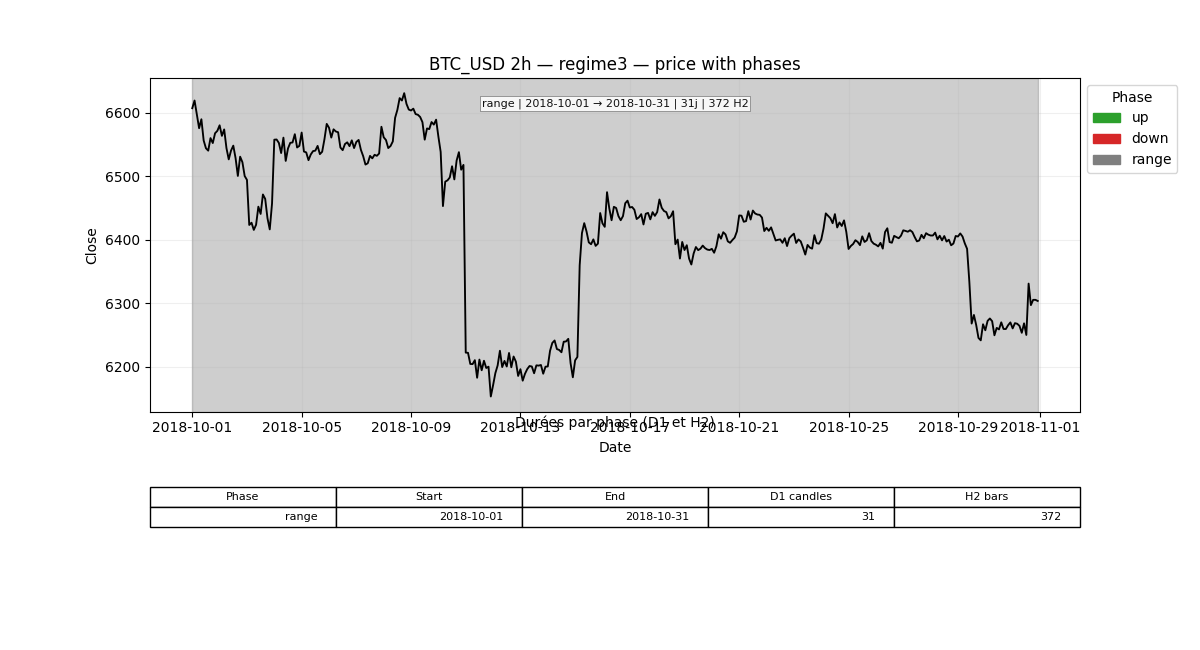 BTC_USD 2h — regime3 — price with phases
range | 2018-10-01 → 2018-10-31 | 31j | 372 H2
Phase
up
down
range
Close
6600
6500
6400
6300
6200
Durées par phase (D1 et H2)
2018-10-01 2018-10-05 2018-10-09 2018-10-13 2018-10-17 2018-10-21 2018-10-25 2018-10-29 2018-11-01
Date
Phase Start End D1 candles H2 bars
range 2018-10-01 2018-10-31 31 372